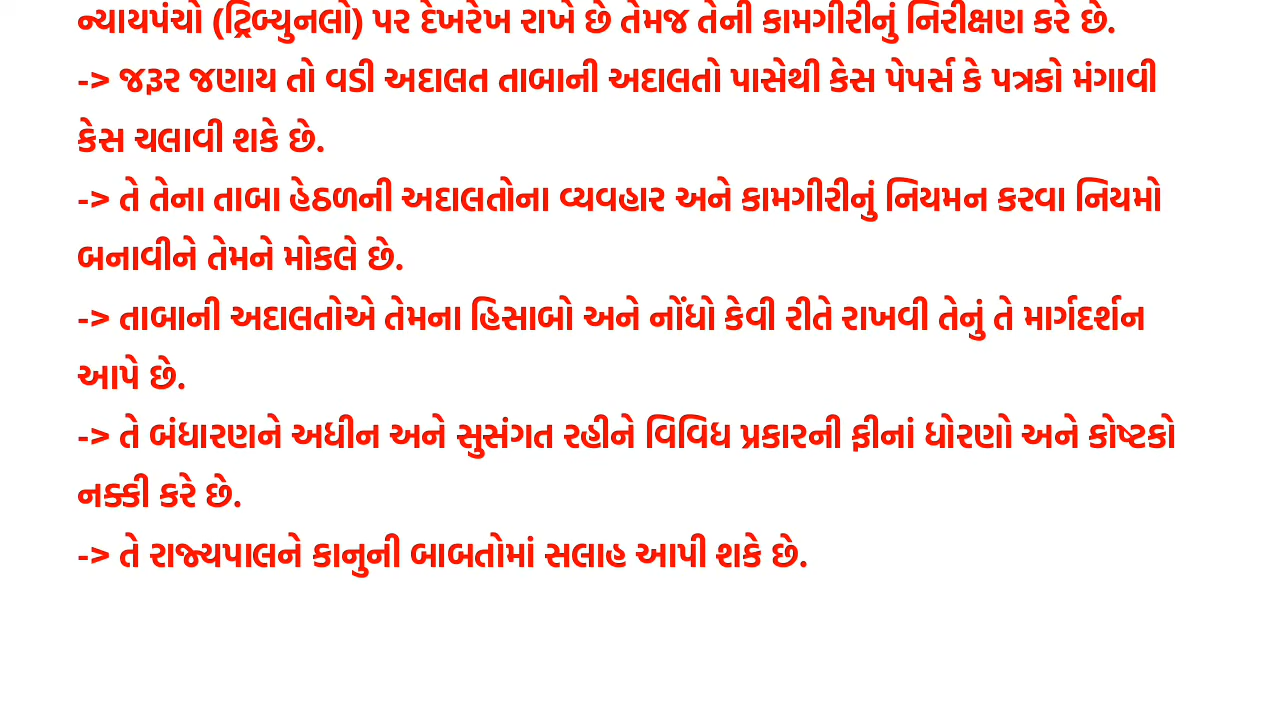 ન્યાયપંચો (ટ્રિબ્યુનલો) પર દેખરેખ રાખે છે તેમજ તેની કામગીરીનું નિરીક્ષણ કરે છે.
-> જરૂર જણાય તો વડી અદાલત તાબાની અદાલતો પાસેથી કેસ પેપર્સ કે પત્રકો મંગાવી
કેસ ચલાવી શકે છે.
-> તે તેના તાબા હેઠળની અદાલતોના વ્યવહાર અને કામગીરીનું નિયમન કરવા નિયમો
બનાવીને તેમને મોકલે છે.
-> તાબાની અદાલતોએ તેમના હિસાબો અને નોંધો કેવી રીતે રાખવી તેનું તે માર્ગદર્શન
આપે છે.
-> તે બંધારણને અધીન અને સુસંગત રહીને વિવિધ પ્રકારની ફીનાં ધોરણો અને કોષ્ટકો
નક્કી કરે છે.
-> તે રાજ્યપાલને કાનુની બાબતોમાં સલાહ આપી શકે છે.